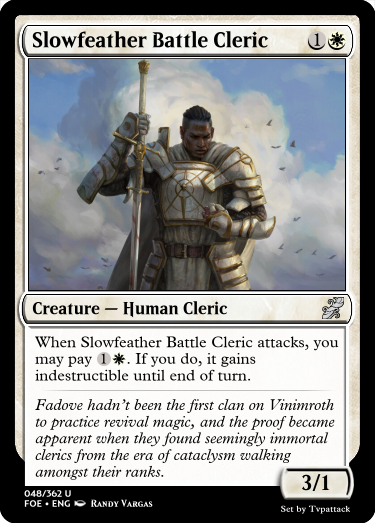 Slowfeather Battle Cleric 1
Creature — Human Cleric
When Slowfeather Battle Cleric attacks, you
may pay 1. If you do, it gains
indestructible until end of turn.
Fadove hadn't been the first clan on Vinimroth
to practice revival magic, and the proof became
apparent when they found seemingly immortal
clerics from the era of cataclysm walking
amongst their ranks.
3/1
048/362 U
FOE • ENG Randy Vargas
Set by Tvpattack